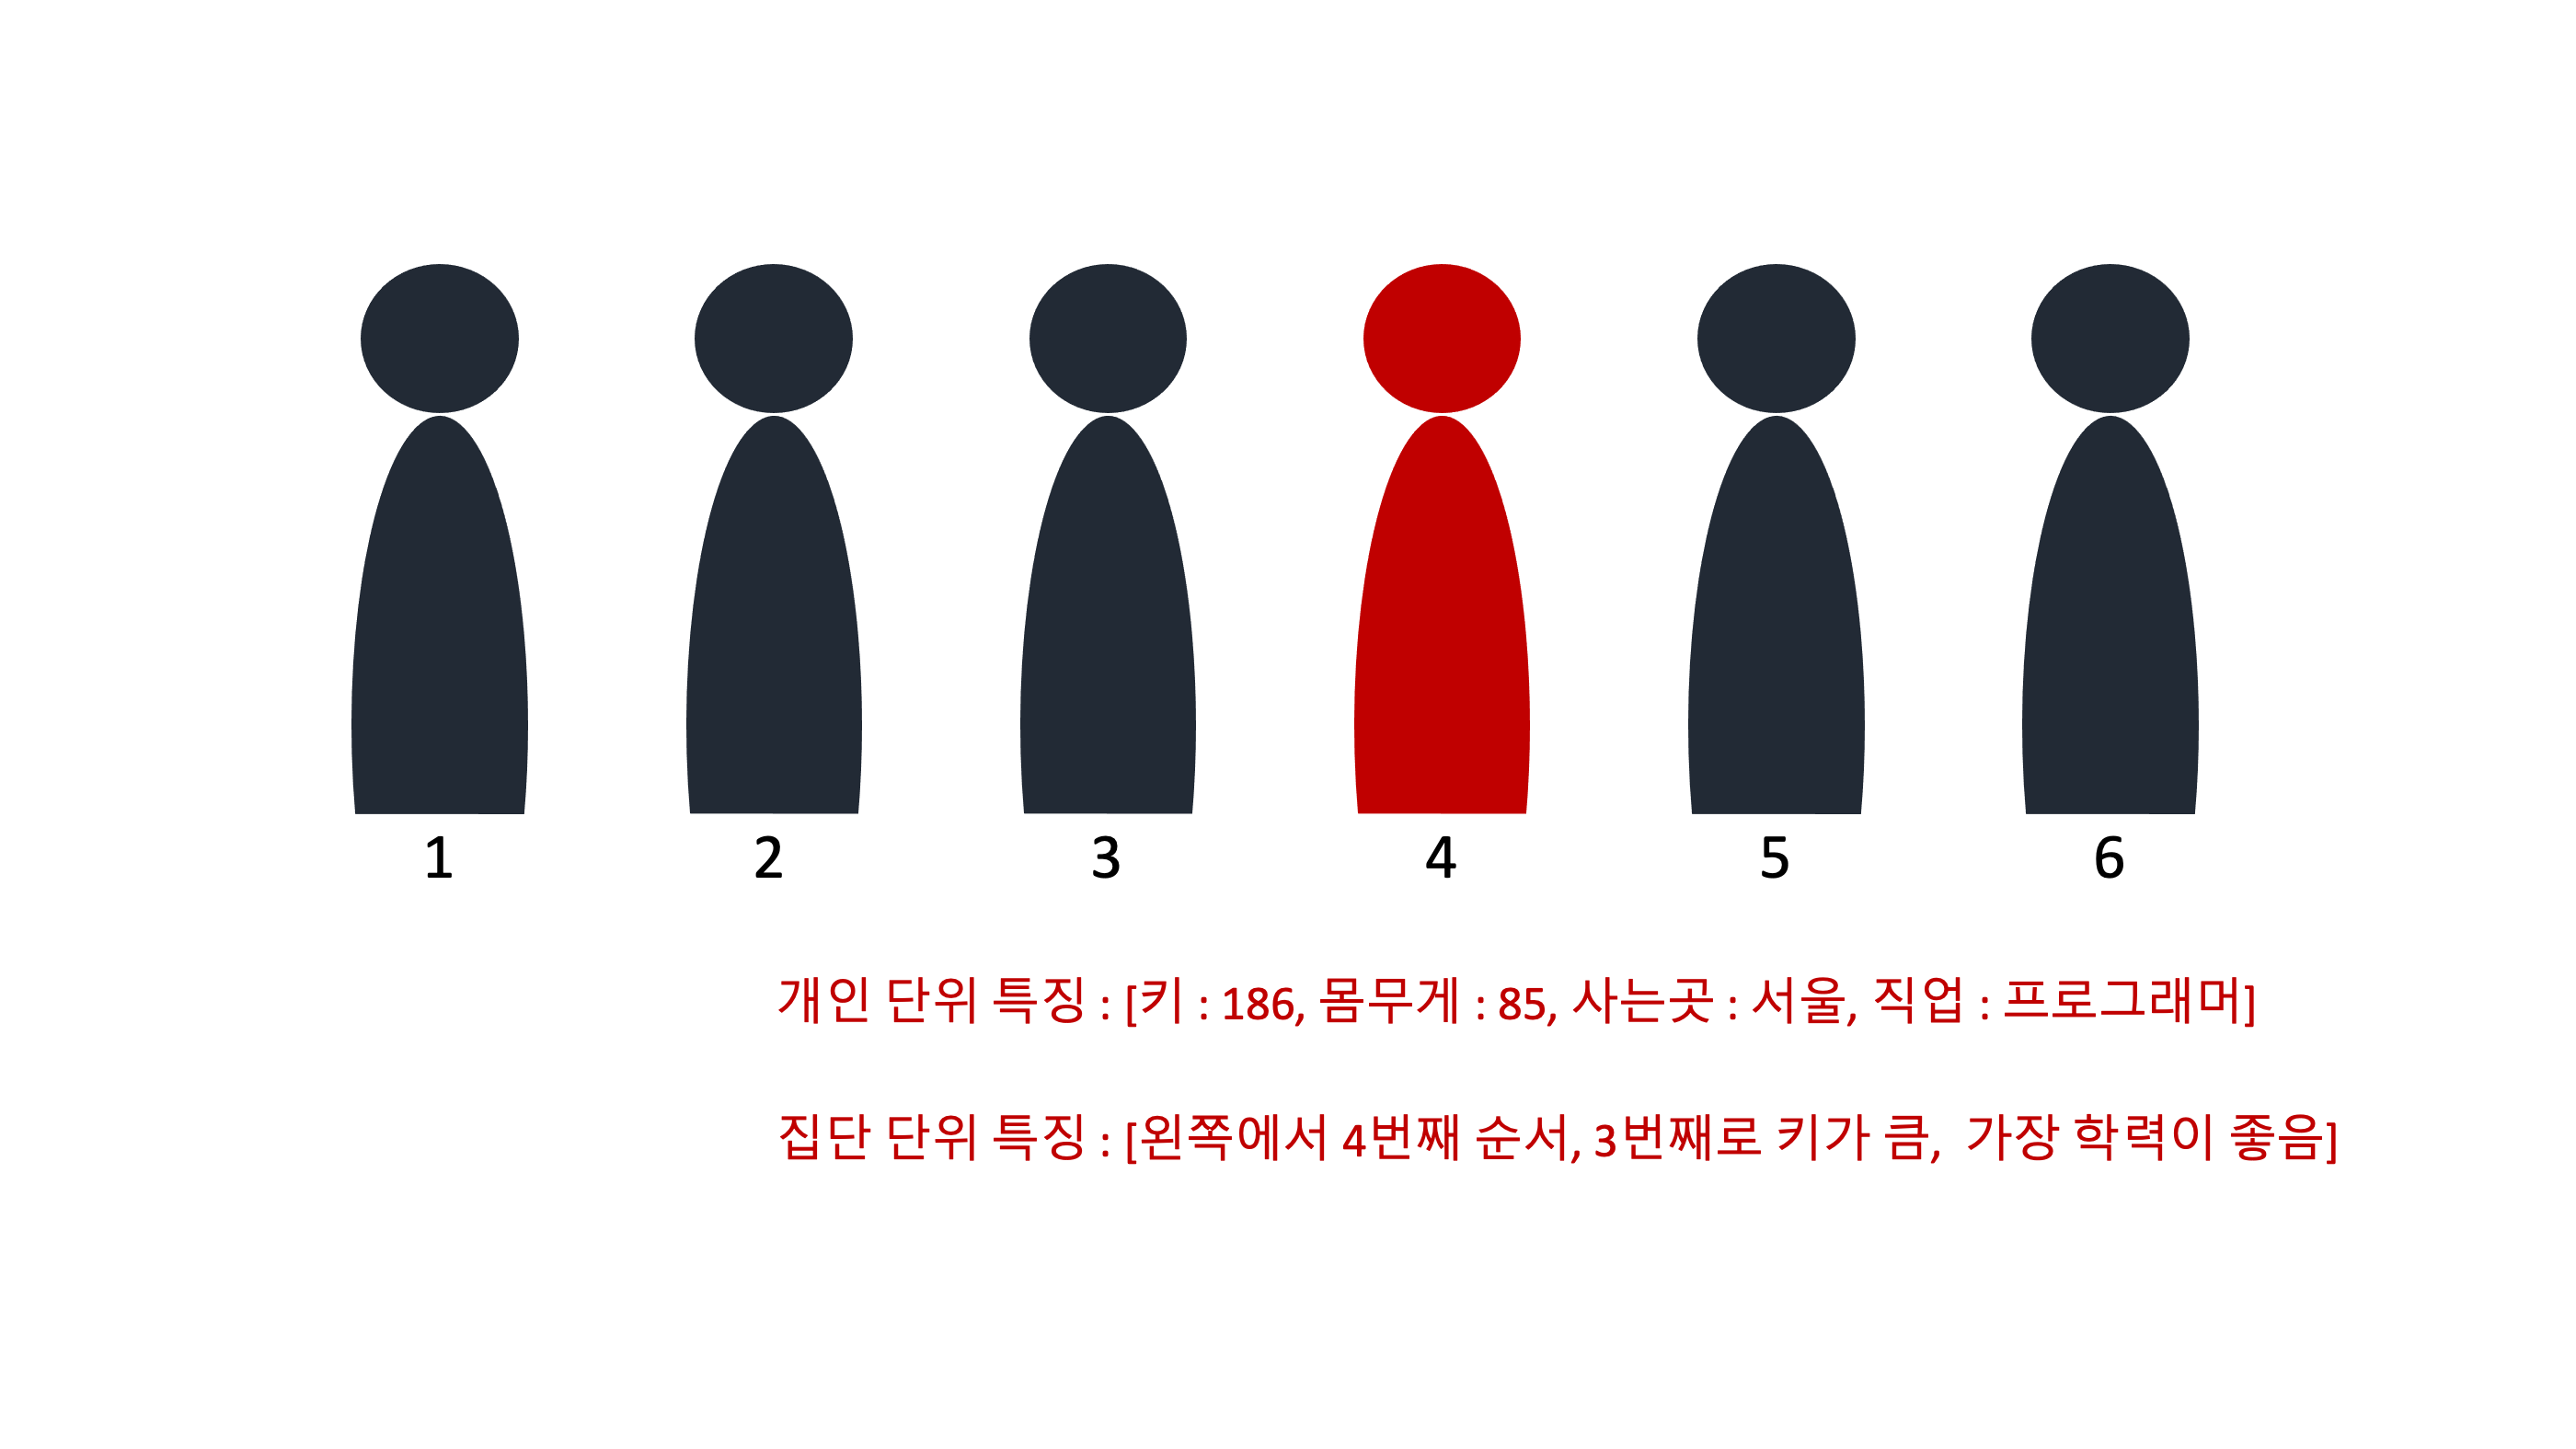 1 2 3 4 5 6
개인 단위 특징 : [키 : 186, 몸무게 : 85, 사는곳 : 서울, 직업 : 프로그래머]
집단 단위 특징 : [왼쪽에서 4번째 순서, 3번째로 키가 큼, 가장 학력이 좋음]